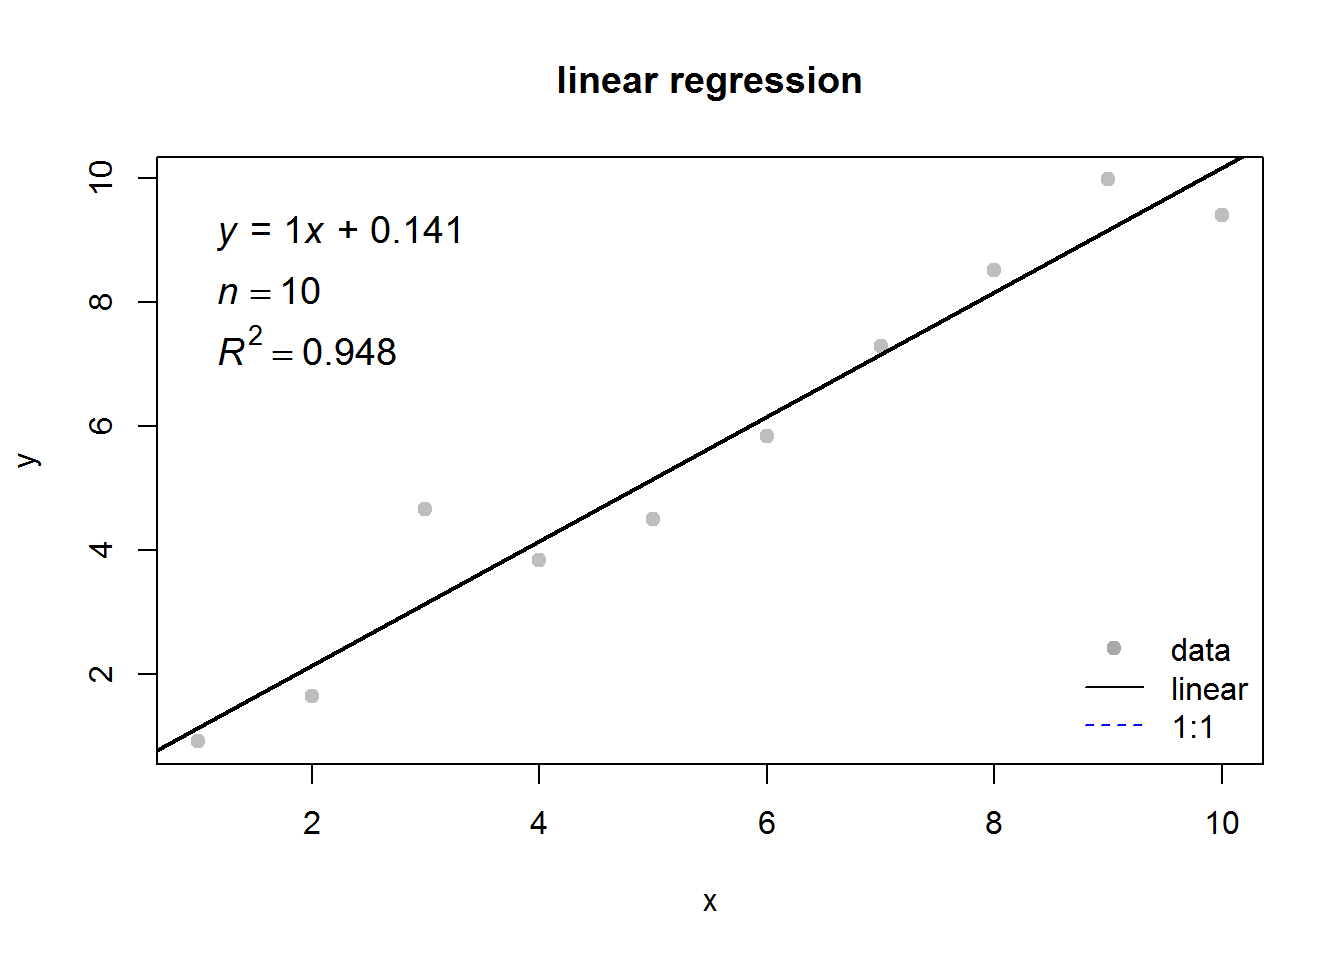 linear regression
y = 1x + 0.141
n = 10
R² = 0.948
10
8
6
4
2
y
data
linear
1:1
2 4 6 8 10
x